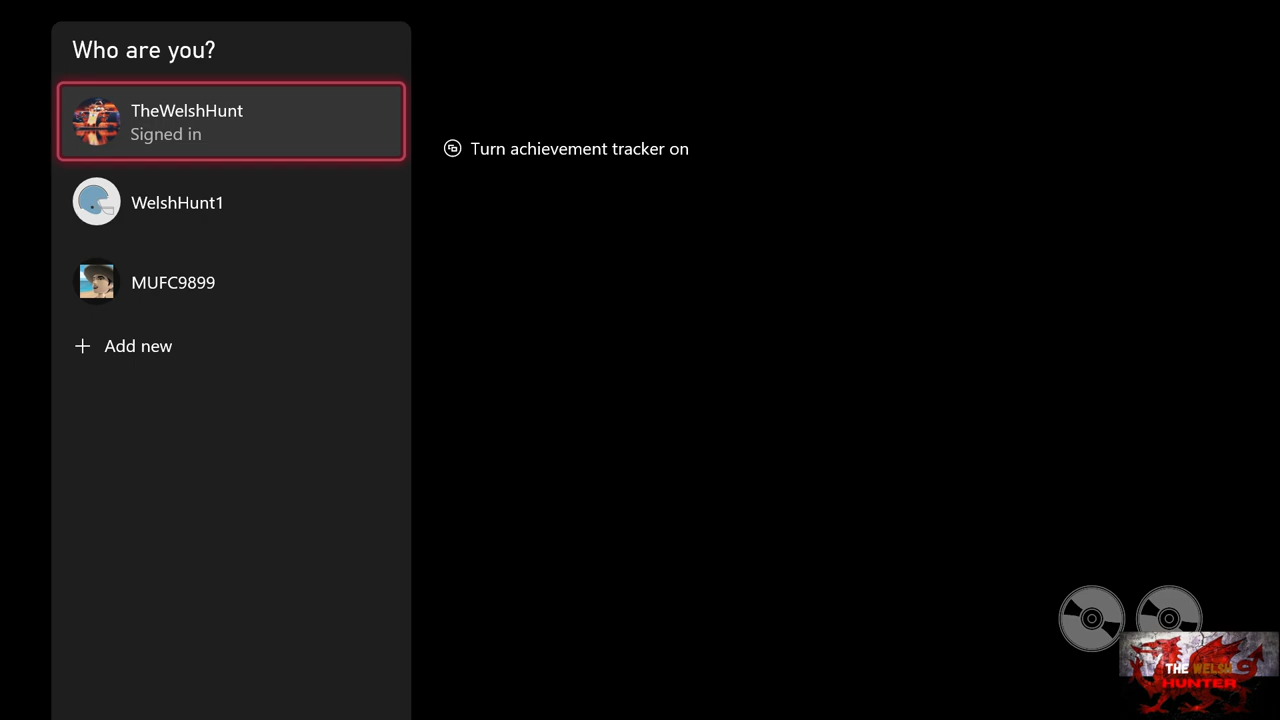 Who are you?
TheWelshHunt
Signed in
Turn achievement tracker on
WelshHunt1
MUFC9899
Add new
THE WELSH
HUNTER